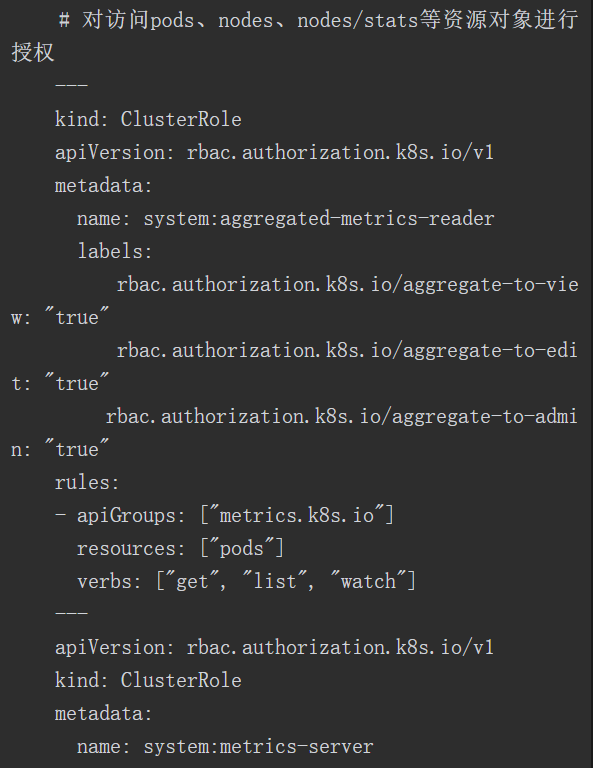 # 对访问pods、nodes、nodes/stats等资源对象进行
授权
---
kind: ClusterRole
apiVersion: rbac.authorization.k8s.io/v1
metadata:
  name: system:aggregated-metrics-reader
  labels:
    rbac.authorization.k8s.io/aggregate-to-vie
w: "true"
    rbac.authorization.k8s.io/aggregate-to-edi
t: "true"
    rbac.authorization.k8s.io/aggregate-to-admi
n: "true"
rules:
- apiGroups: ["metrics.k8s.io"]
  resources: ["pods"]
  verbs: ["get", "list", "watch"]
---
apiVersion: rbac.authorization.k8s.io/v1
kind: ClusterRole
metadata:
  name: system:metrics-server